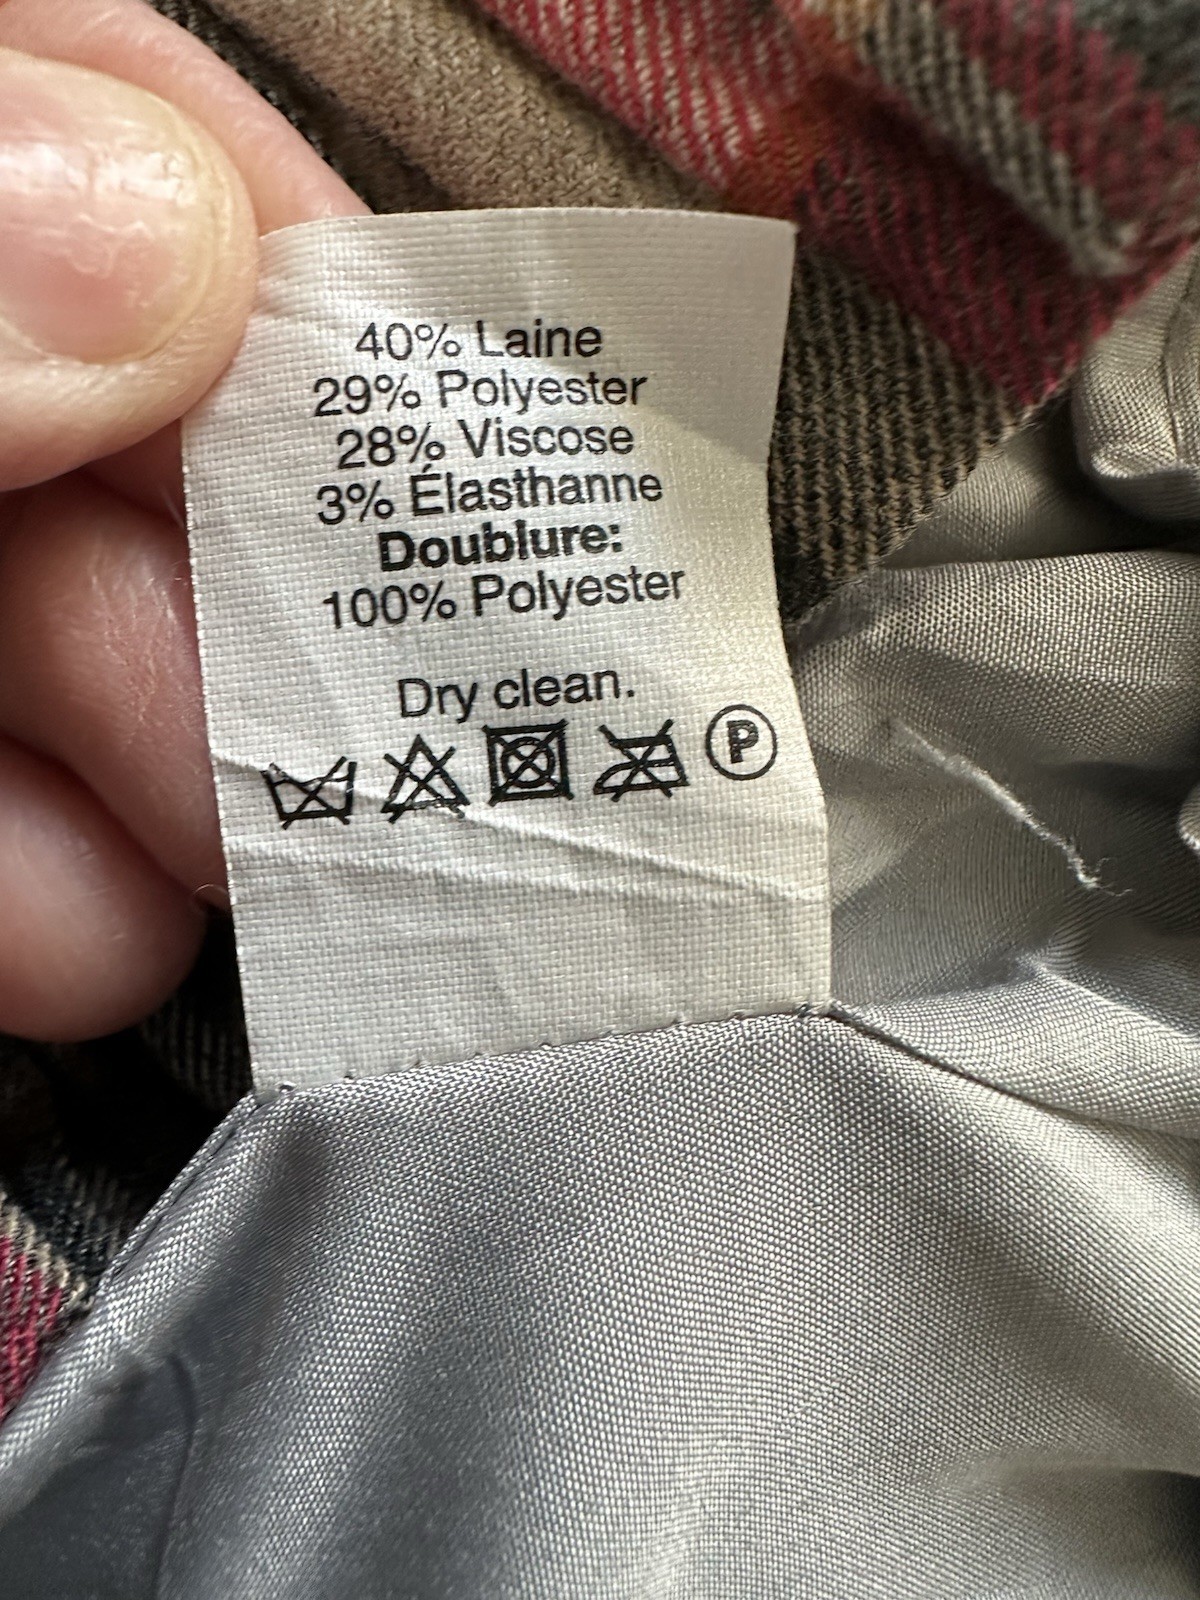 40% Laine
29% Polyester
28% Viscose
3% Élasthanne
Doublure:
100% Polyester
Dry clean.
P